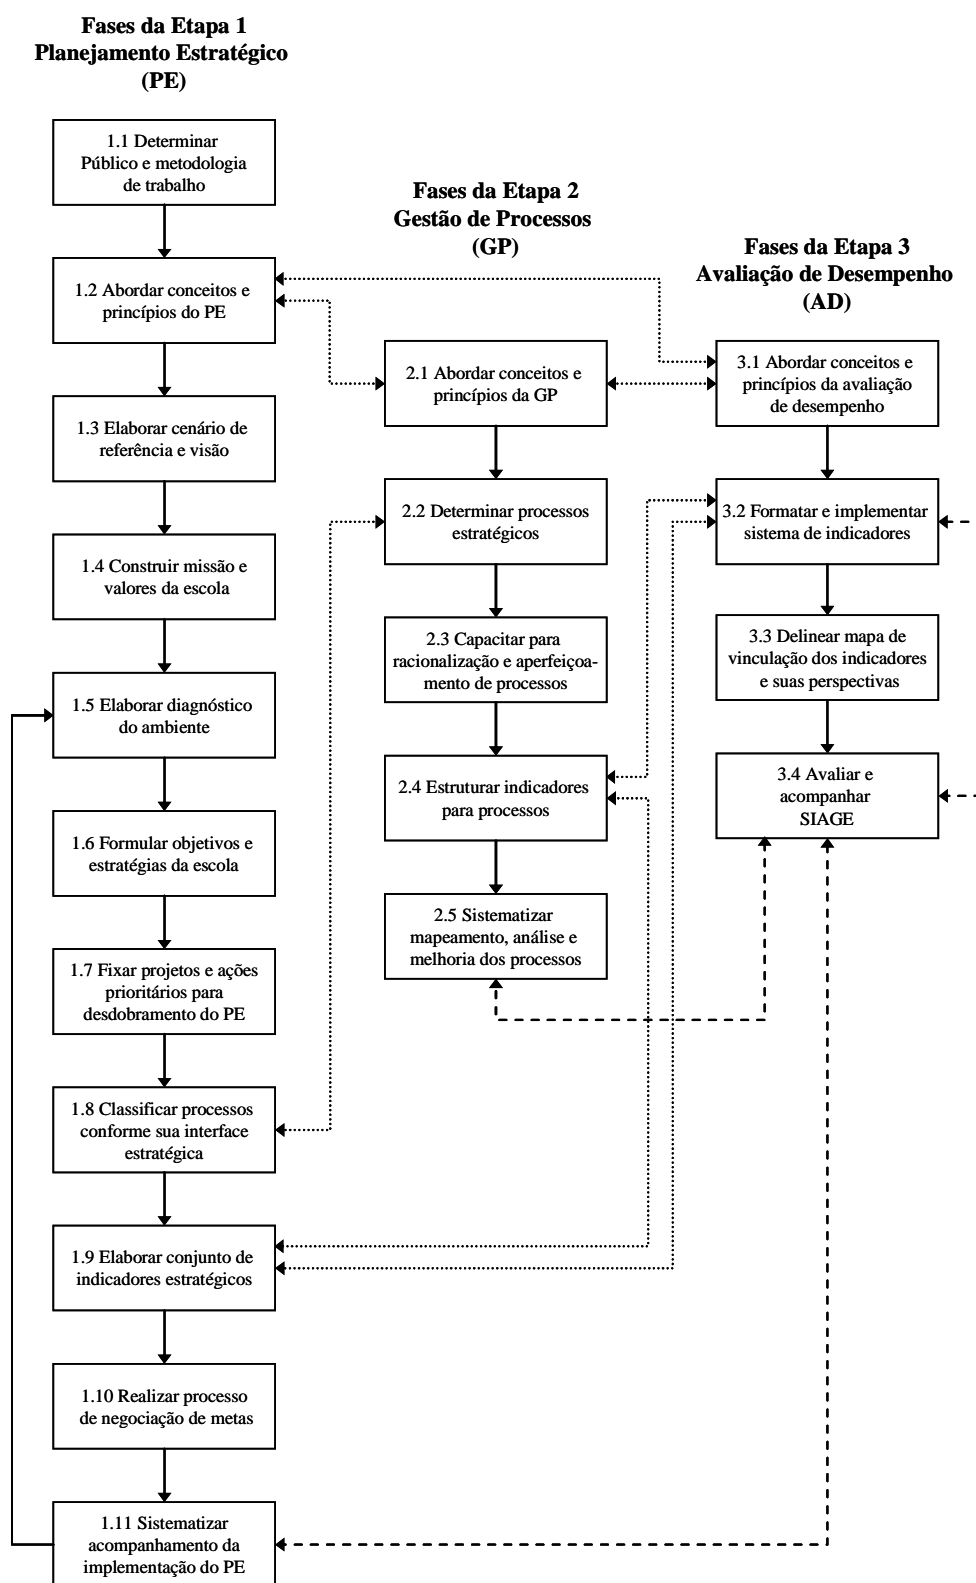 Fases da Etapa 1
Planejamento Estratégico
(PE)
1.1 Determinar
Público e metodologia
de trabalho
1.2 Abordar conceitos e
princípios do PE
1.3 Elaborar cenário de
referência e visão
1.4 Construir missão e
valores da escola
1.5 Elaborar diagnóstico
do ambiente
1.6 Formular objetivos e
estratégias da escola
1.7 Fixar projetos e ações
prioritários para
desdobramento do PE
1.8 Classificar processos
conforme sua interface
estratégica
1.9 Elaborar conjunto de
indicadores estratégicos
1.10 Realizar processo
de negociação de metas
1.11 Sistematizar
acompanhamento da
implementação do PE
Fases da Etapa 2
Gestão de Processos
(GP)
2.1 Abordar conceitos e
princípios da GP
2.2 Determinar processos
estratégicos
2.3 Capacitar para
racionalização e aperfeiçoa-
mento de processos
2.4 Estruturar indicadores
para processos
2.5 Sistematizar
mapeamento, análise e
melhoria dos processos
Fases da Etapa 3
Avaliação de Desempenho
(AD)
3.1 Abordar conceitos e
princípios da avaliação
de desempenho
3.2 Formatar e implementar
sistema de indicadores
3.3 Delinear mapa de
vinculação dos indicadores
e suas perspectivas
3.4 Avaliar e
acompanhar
SIAGE